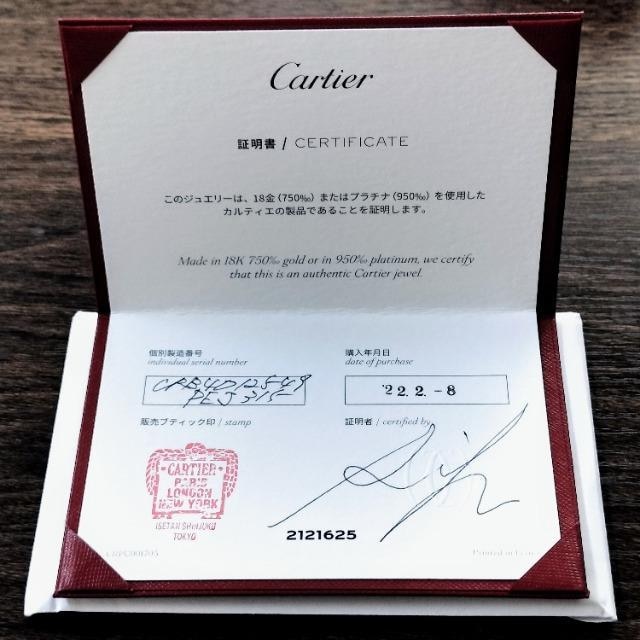 Cartier
証明書 / CERTIFICATE
このジュエリーは、18金(750‰)またはプラチナ(950‰)を使用した
カルティエの製品であることを証明します。
Made in 18K 750‰ gold or in 950‰ platinum, we certify
that this is an authentic Cartier jewel.
個別製造番号
individual serial number
CRB4D12549
PEJ315
購入年月日
date of purchase
'22.2.-8
販売ブティック印 / stamp
証明者 / certified by
CARTIER
PARIS
LONDON
NEW YORK
ISETAN SHINJUKU
TOKYO
2121625
Printed in